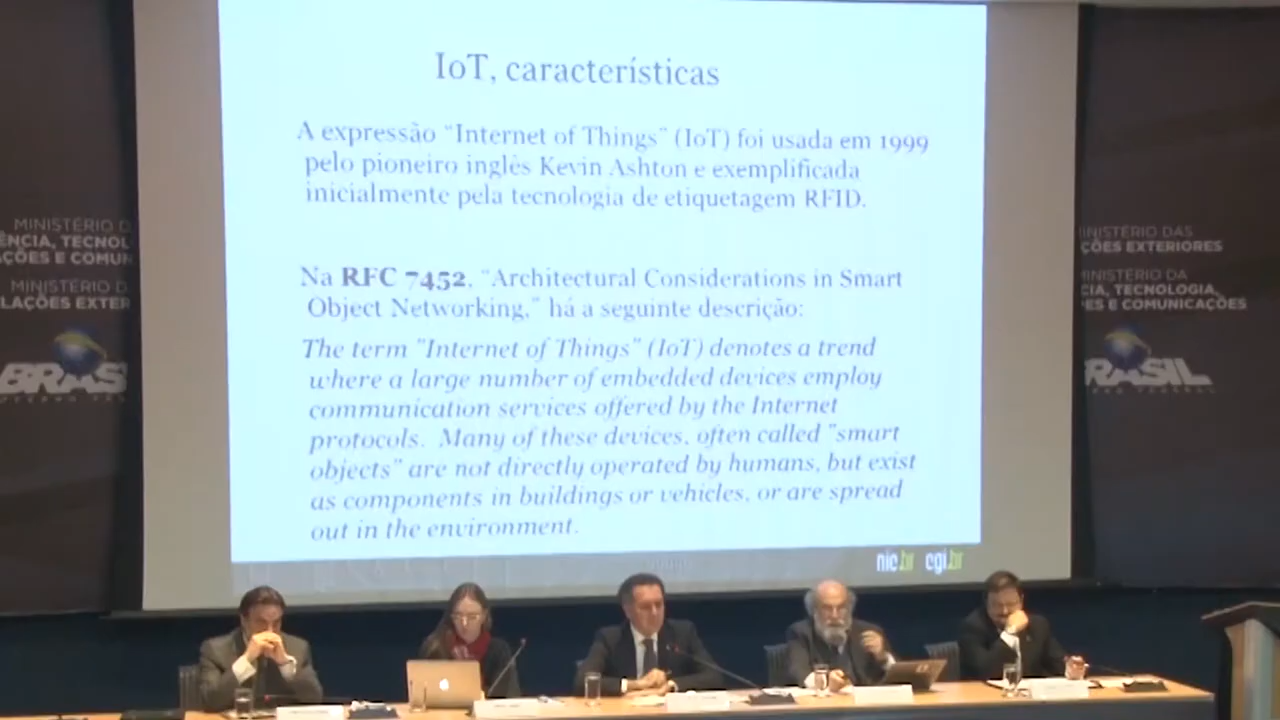 IoT, características
A expressão "Internet of Things" (IoT) foi usada em 1999
pelo pioneiro inglês Kevin Ashton e exemplificada
inicialmente pela tecnologia de etiquetagem RFID.
Na RFC 7452, "Architectural Considerations in Smart
Object Networking," há a seguinte descrição:
The term "Internet of Things" (IoT) denotes a trend
where a large number of embedded devices employ
communication services offered by the Internet
protocols. Many of these devices, often called "smart
objects" are not directly operated by humans, but exist
as components in buildings or vehicles, or are spread
out in the environment.
nic.br cgi.br
MINISTÉRIO D
ÊNCIA, TECNOL
AÇÕES E COMUN
MINISTÉRIO D
LAÇÕES EXTER
BRAS
INISTÉRIO DAS
ÇÕES EXTERIORES
MINISTÉRIO DA
CIA, TECNOLOGIA,
ES E COMUNICAÇÕES
RASIL